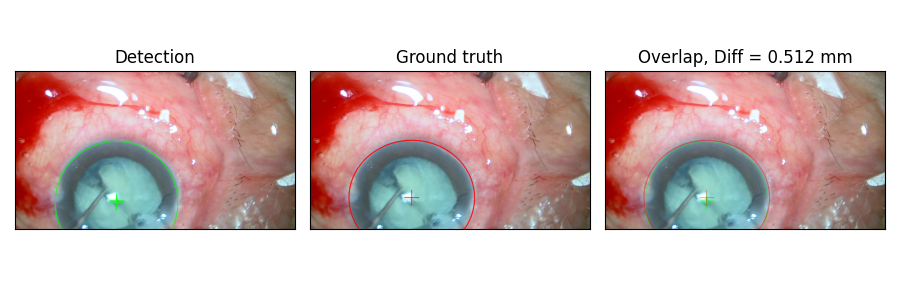 Detection
Ground truth
Overlap, Diff = 0.512 mm